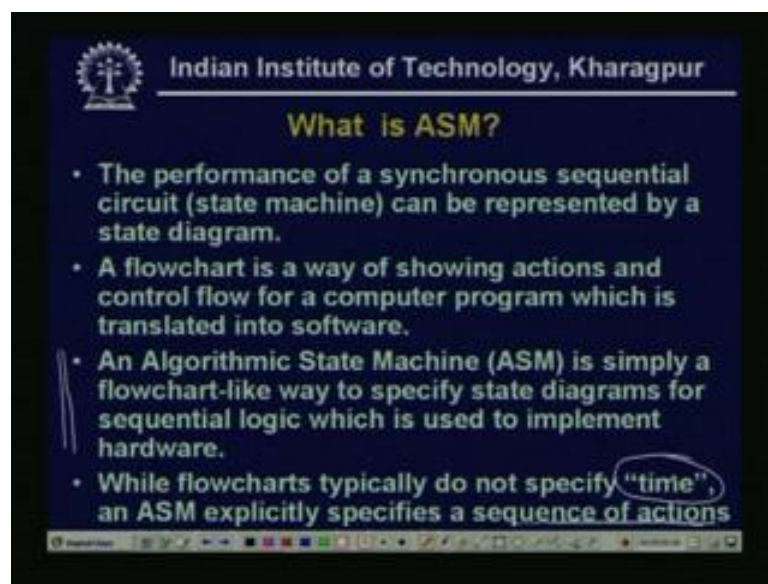 Indian Institute of Technology, Kharagpur
What is ASM?
• The performance of a synchronous sequential
circuit (state machine) can be represented by a
state diagram.
• A flowchart is a way of showing actions and
control flow for a computer program which is
translated into software.
• An Algorithmic State Machine (ASM) is simply a
flowchart-like way to specify state diagrams for
sequential logic which is used to implement
hardware.
• While flowcharts typically do not specify “time”,
an ASM explicitly specifies a sequence of actions